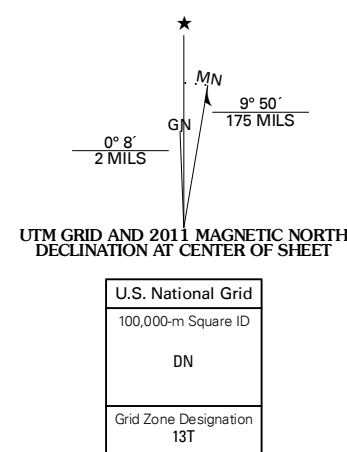 ★
MN
9° 50´
175 MILS
GN
0° 8´
2 MILS
UTM GRID AND 2011 MAGNETIC NORTH
DECLINATION AT CENTER OF SHEET
U.S. National Grid
100,000-m Square ID
DN
Grid Zone Designation
13T